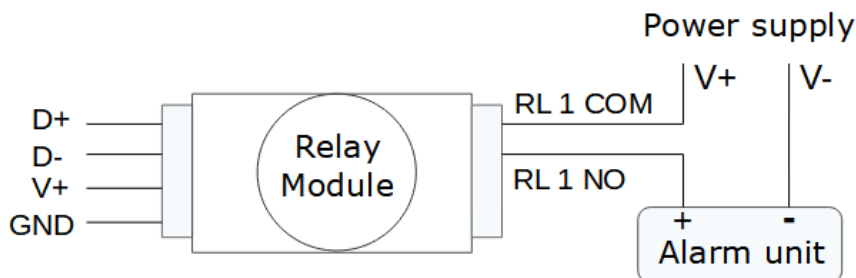 Power supply
V+ V-
RL 1 COM
D+
D-
V+
GND
Relay
Module
RL 1 NO
+ -
Alarm unit